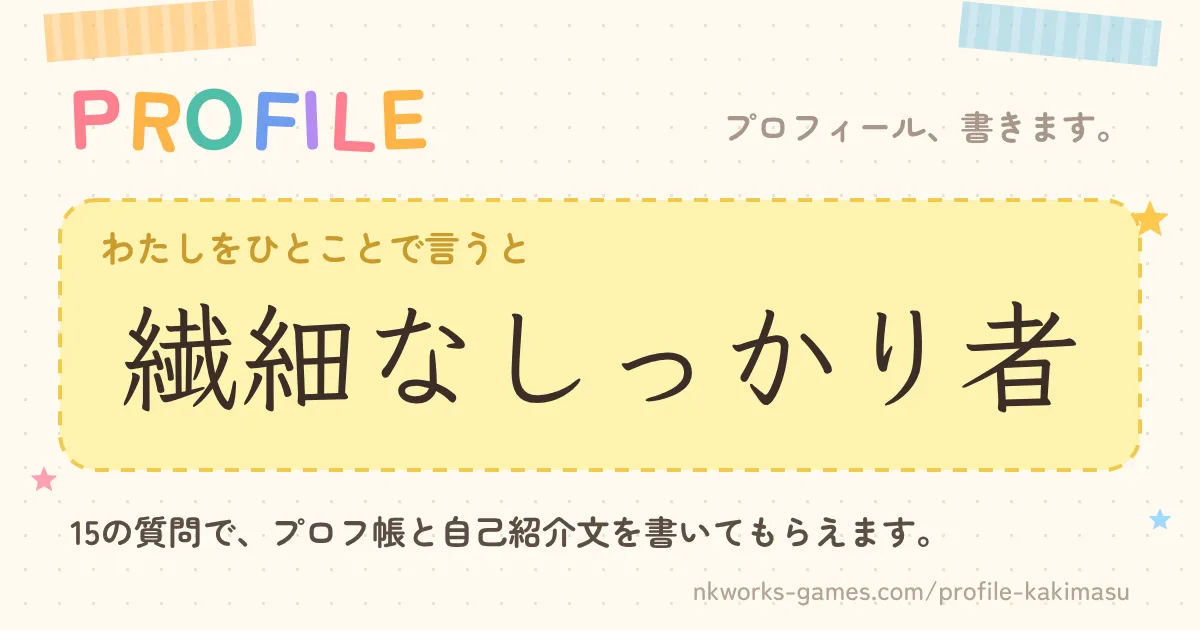 PROFILE
プロフィール、書きます。
わたしをひとことで言うと
繊細なしっかり者
15の質問で、プロフ帳と自己紹介文を書いてもらえます。
nkworks-games.com/profile-kakimasu